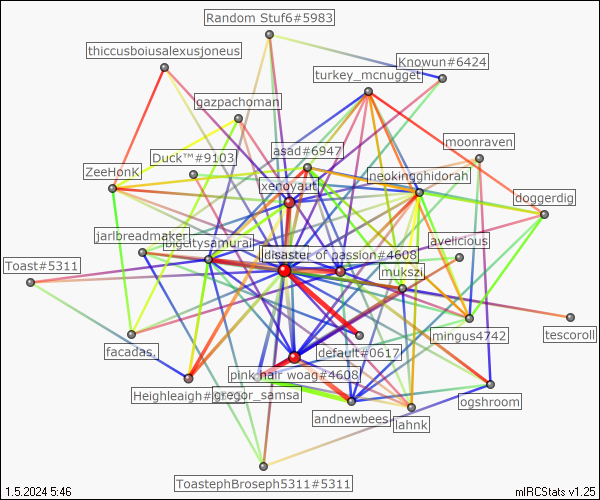 Random Stuf6#5983
thiccusboiusalexusjoneus
Knowun#6424
turkey_mcnugget
gazpachoman
moonraven
asad#6947
Duck™#9103
ZeeHonK
neokingghidorah
xenovaut
doggerdig
jarlbreadmaker
avelicious
bigcitysamurai
disaster of passion#4608
Toast#5311
mukszi
tescoroll
mingus4742
default#0617
facadas,
pink hair woag#4608
Heighleaigh#
gregor_samsa
ogshroom
andnewbees
lahnk
ToastephBroseph5311#5311
1.5.2024 5:46
mIRCStats v1.25